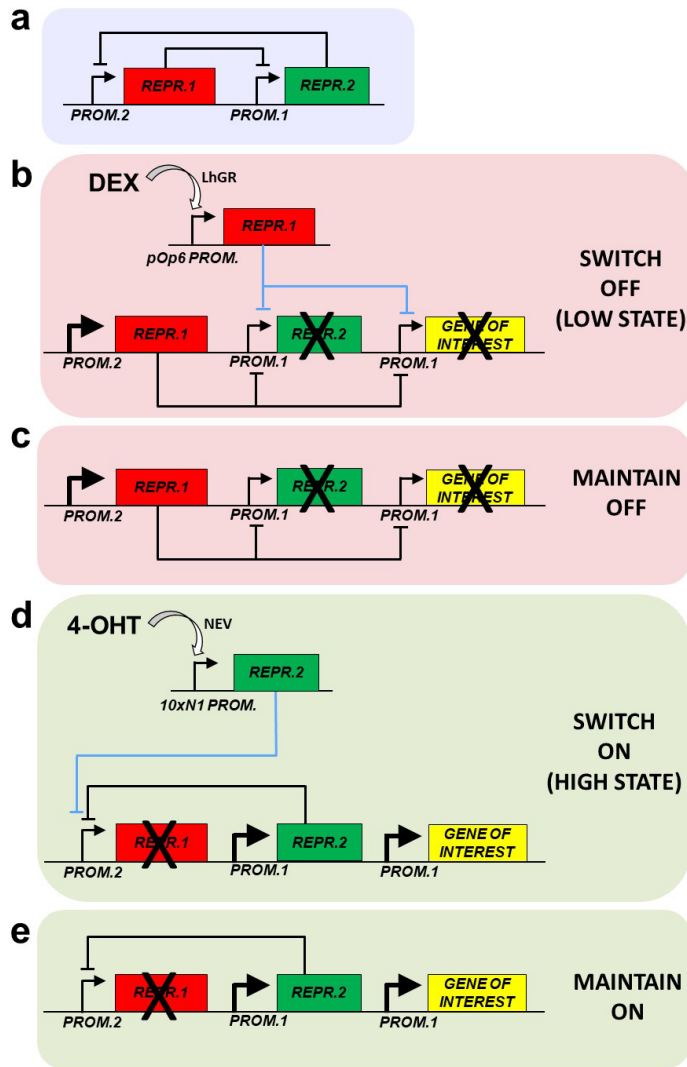 a
REPR.1
REPR.2
PROM.2
PROM.1
b
DEX
LhGR
REPR.1
pOp6 PROM.
SWITCH
OFF
(LOW STATE)
REPR.1
REPR.2
GENE OF
INTEREST
PROM.2
PROM.1
PROM.1
c
REPR.1
REPR.2
GENE OF
INTEREST
PROM.2
PROM.1
PROM.1
MAINTAIN
OFF
d
4-OHT
NEV
REPR.2
10xN1 PROM.
SWITCH
ON
(HIGH STATE)
REPR.1
REPR.2
GENE OF
INTEREST
PROM.2
PROM.1
PROM.1
e
REPR.1
REPR.2
GENE OF
INTEREST
PROM.2
PROM.1
PROM.1
MAINTAIN
ON